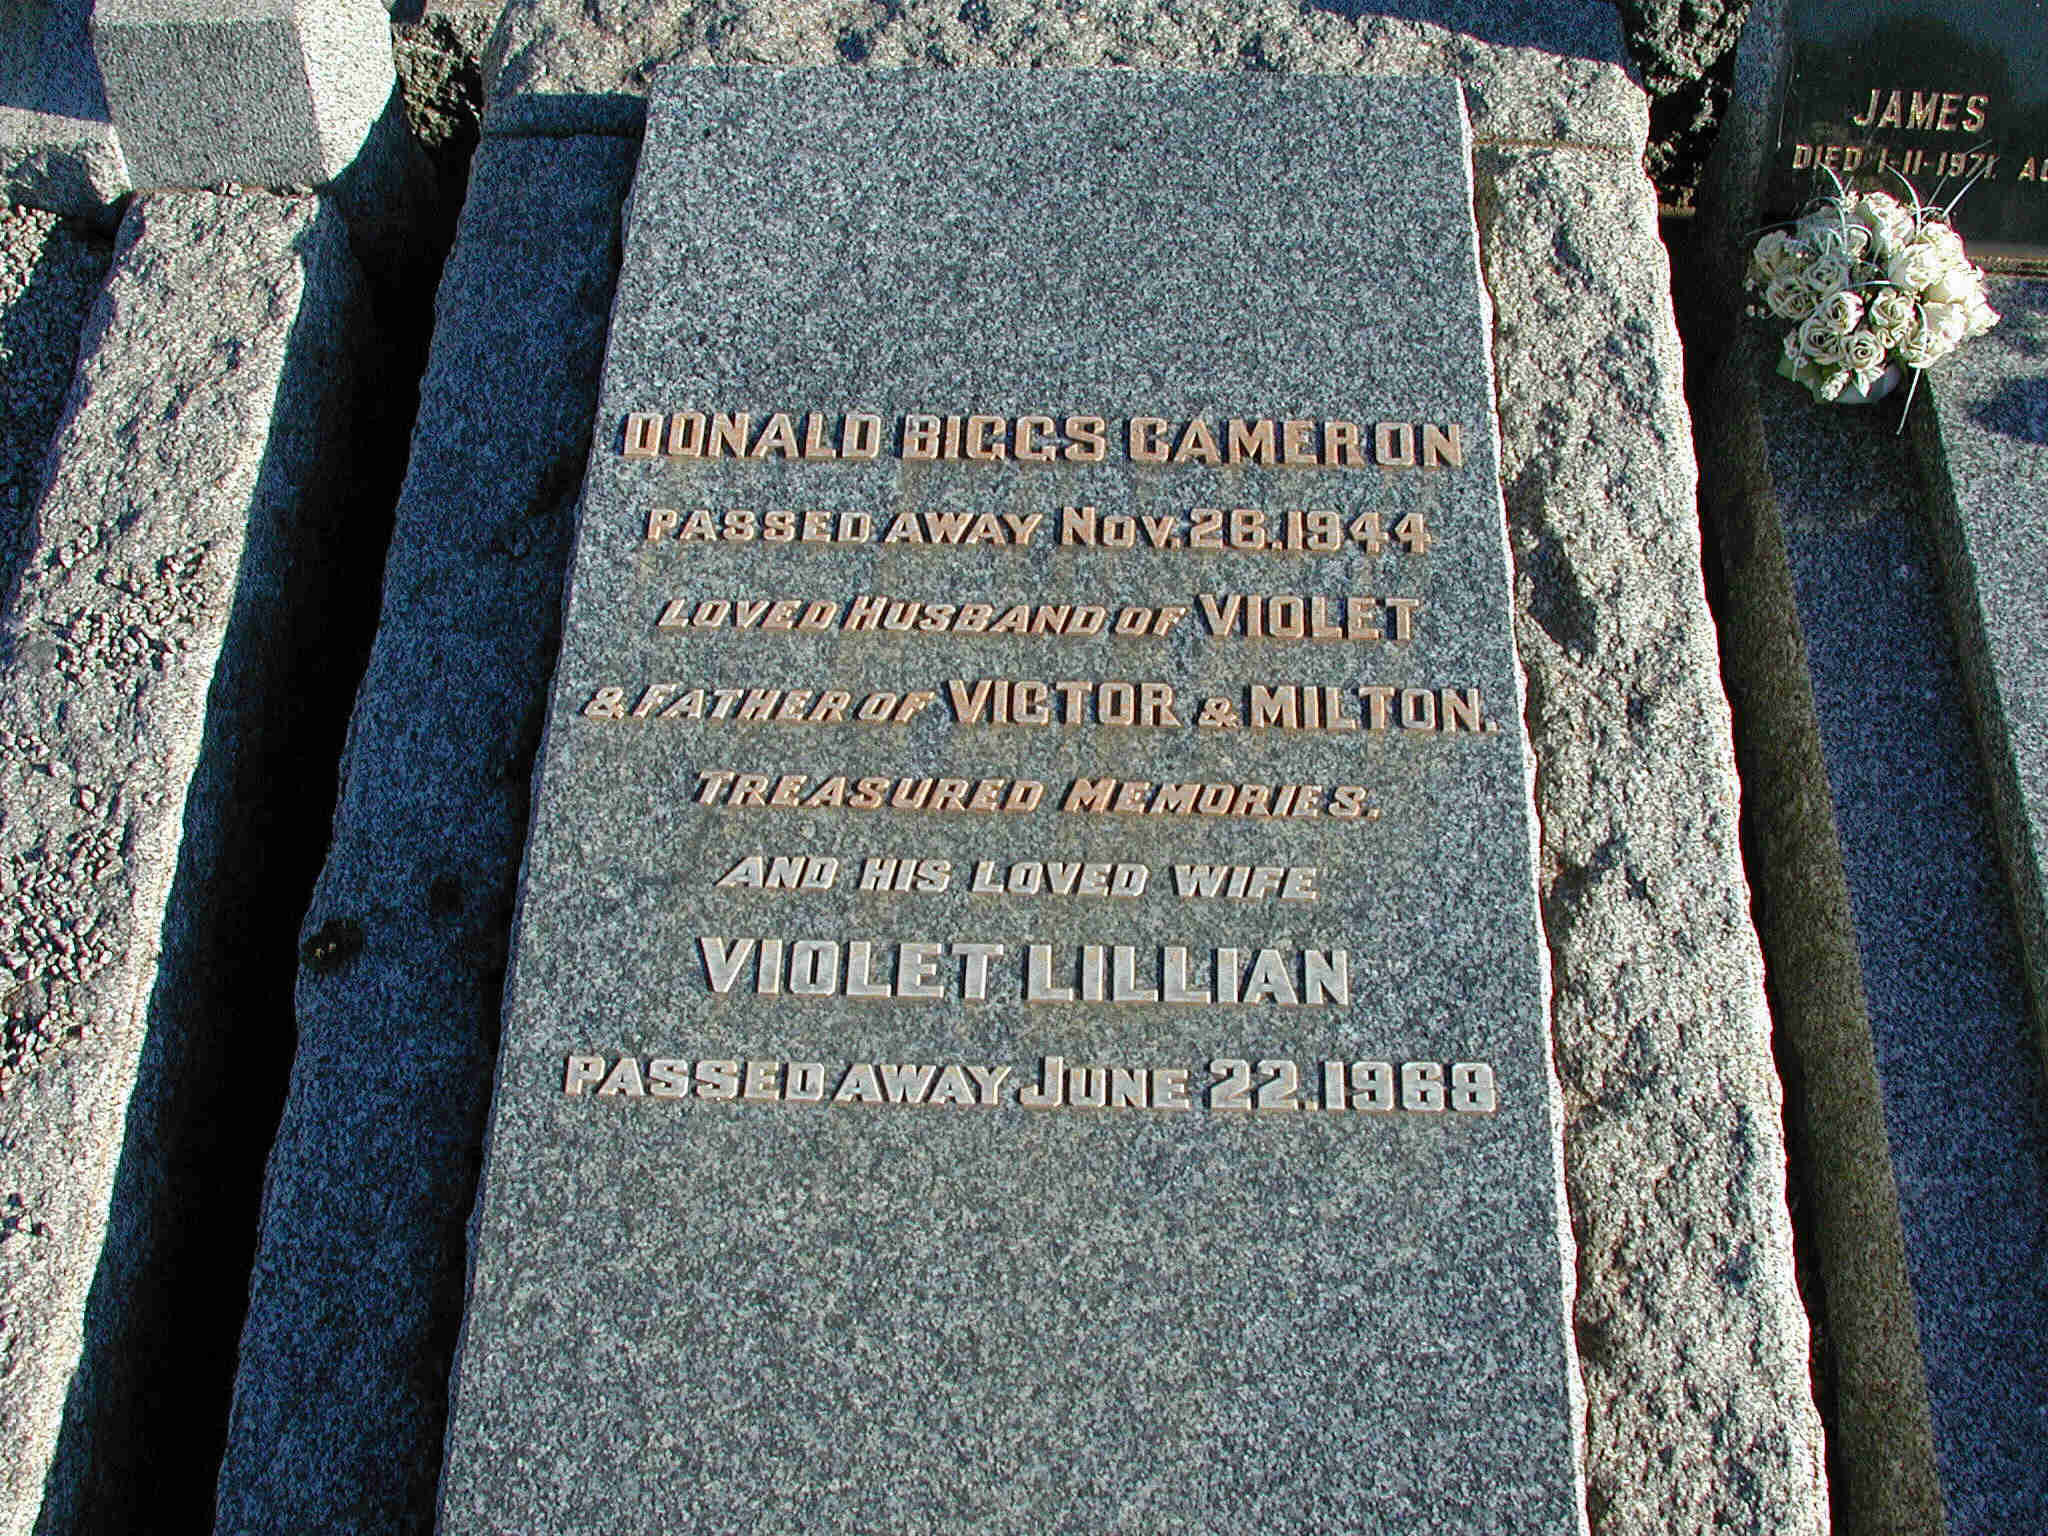 JAMES
DIED 1-11-1971.
DONALD BIGGS CAMERON
PASSED AWAY NOV. 26. 1944
LOVED HUSBAND OF VIOLET
& FATHER OF VICTOR & MILTON.
TREASURED MEMORIES.
AND HIS LOVED WIFE
VIOLET LILLIAN
PASSED AWAY JUNE 22. 1968